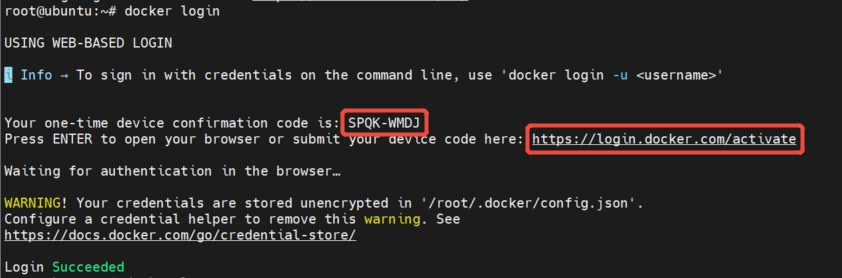 root@ubuntu:~# docker login
USING WEB-BASED LOGIN
i Info → To sign in with credentials on the command line, use 'docker login -u <username>'
Your one-time device confirmation code is: SPQK-WMDJ
Press ENTER to open your browser or submit your device code here: https://login.docker.com/activate
Waiting for authentication in the browser…
WARNING! Your credentials are stored unencrypted in '/root/.docker/config.json'.
Configure a credential helper to remove this warning. See
https://docs.docker.com/go/credential-store/
Login Succeeded